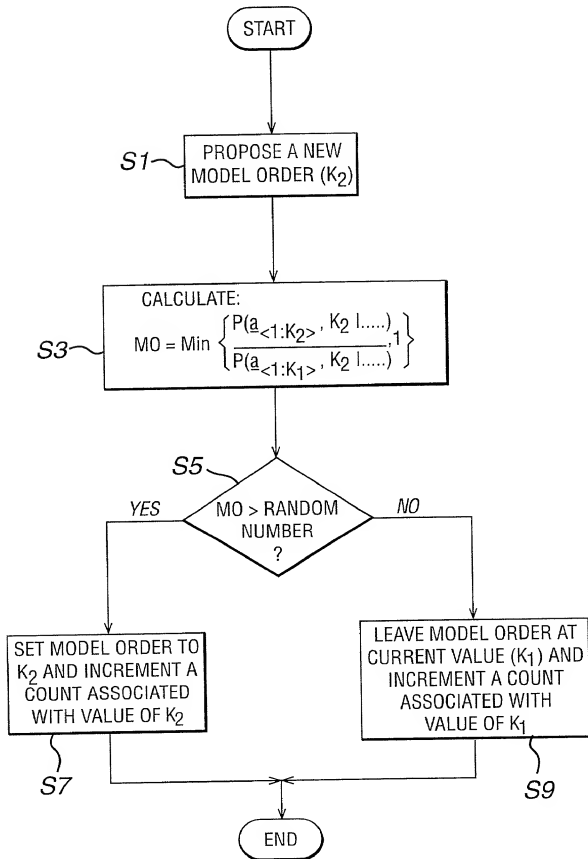 START
S1
PROPOSE A NEW
MODEL ORDER (K2)
S3
CALCULATE:
MO = Min { P(a<1:K2> , K2 I.....) / P(a<1:K1> , K2 I.....) ,1 }
S5
YES
MO > RANDOM
NUMBER
?
NO
SET MODEL ORDER TO
K2 AND INCREMENT A
COUNT ASSOCIATED
WITH VALUE OF K2
S7
LEAVE MODEL ORDER AT
CURRENT VALUE (K1) AND
INCREMENT A COUNT
ASSOCIATED WITH
VALUE OF K1
S9
END